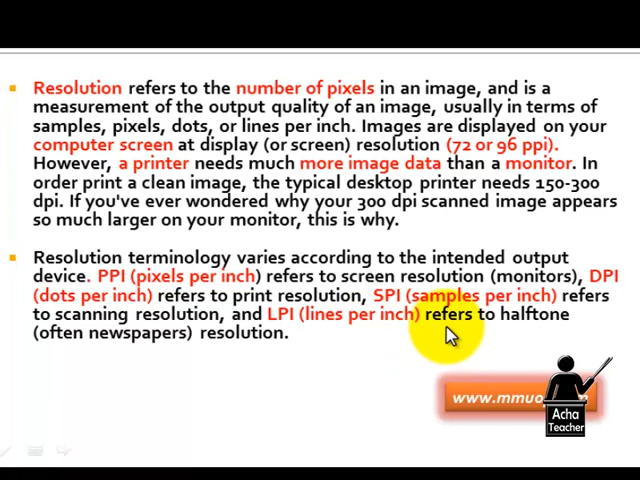 Resolution refers to the number of pixels in an image, and is a
measurement of the output quality of an image, usually in terms of
samples, pixels, dots, or lines per inch. Images are displayed on your
computer screen at display (or screen) resolution (72 or 96 ppi).
However, a printer needs much more image data than a monitor. In
order print a clean image, the typical desktop printer needs 150-300
dpi. If you've ever wondered why your 300 dpi scanned image appears
so much larger on your monitor, this is why.
Resolution terminology varies according to the intended output
device. PPI (pixels per inch) refers to screen resolution (monitors), DPI
(dots per inch) refers to print resolution, SPI (samples per inch) refers
to scanning resolution, and LPI (lines per inch) refers to halftone
(often newspapers) resolution.
Acha
Teacher